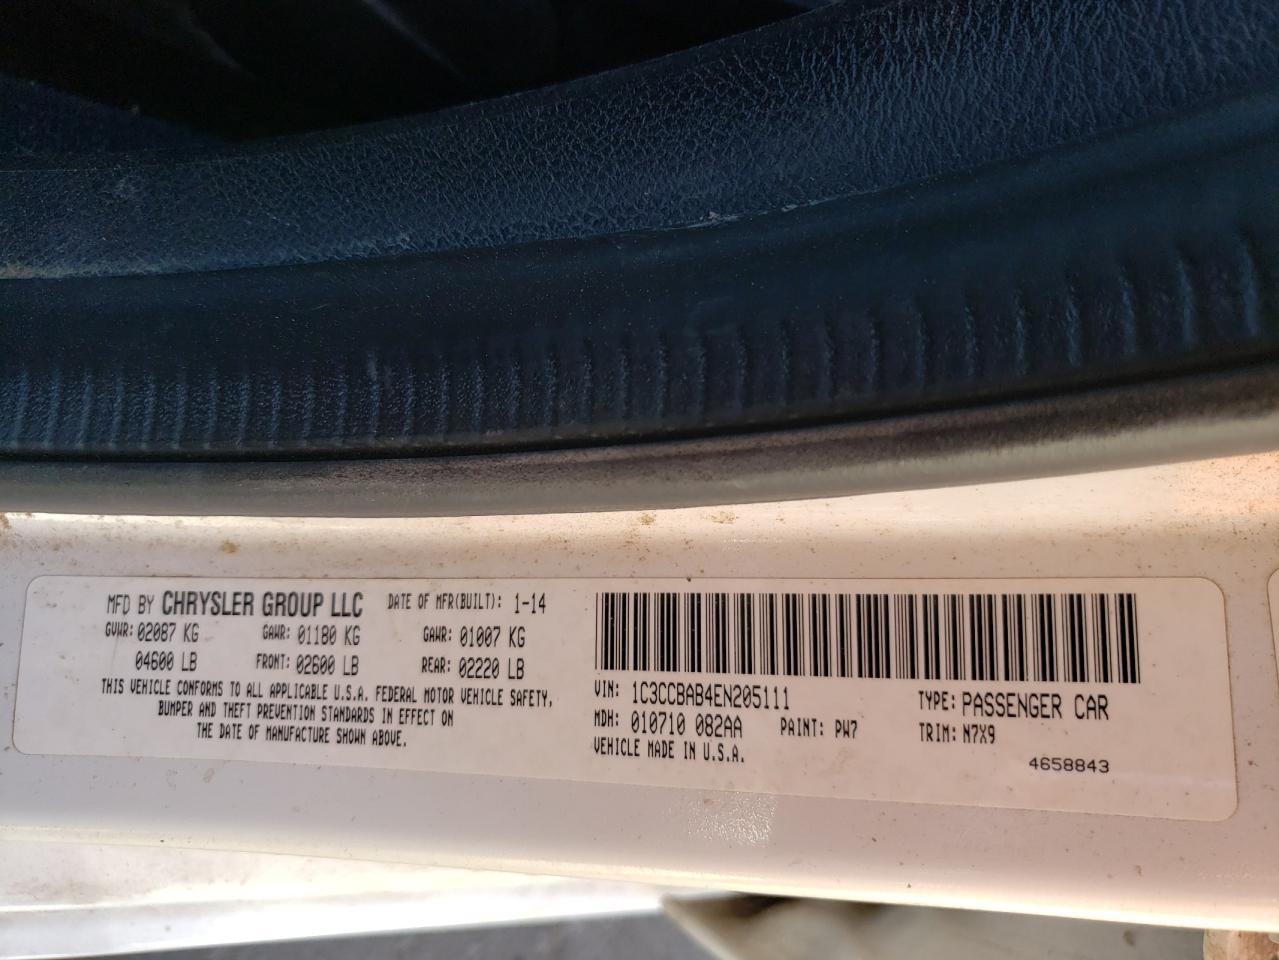 MFD BY CHRYSLER GROUP LLC DATE OF MFR(BUILT): 1-14
GVWR: 02087 KG GAWR: 01180 KG GAWR: 01007 KG
04600 LB FRONT: 02600 LB REAR: 02220 LB
THIS VEHICLE CONFORMS TO ALL APPLICABLE U.S.A. FEDERAL MOTOR VEHICLE SAFETY,
BUMPER AND THEFT PREVENTION STANDARDS IN EFFECT ON
THE DATE OF MANUFACTURE SHOWN ABOVE.
VIN: 1C3CCBAB4EN205111 TYPE: PASSENGER CAR
MDH: 010710 082AA PAINT: PW7 TRIM: N7X9
VEHICLE MADE IN U.S.A.
4658843